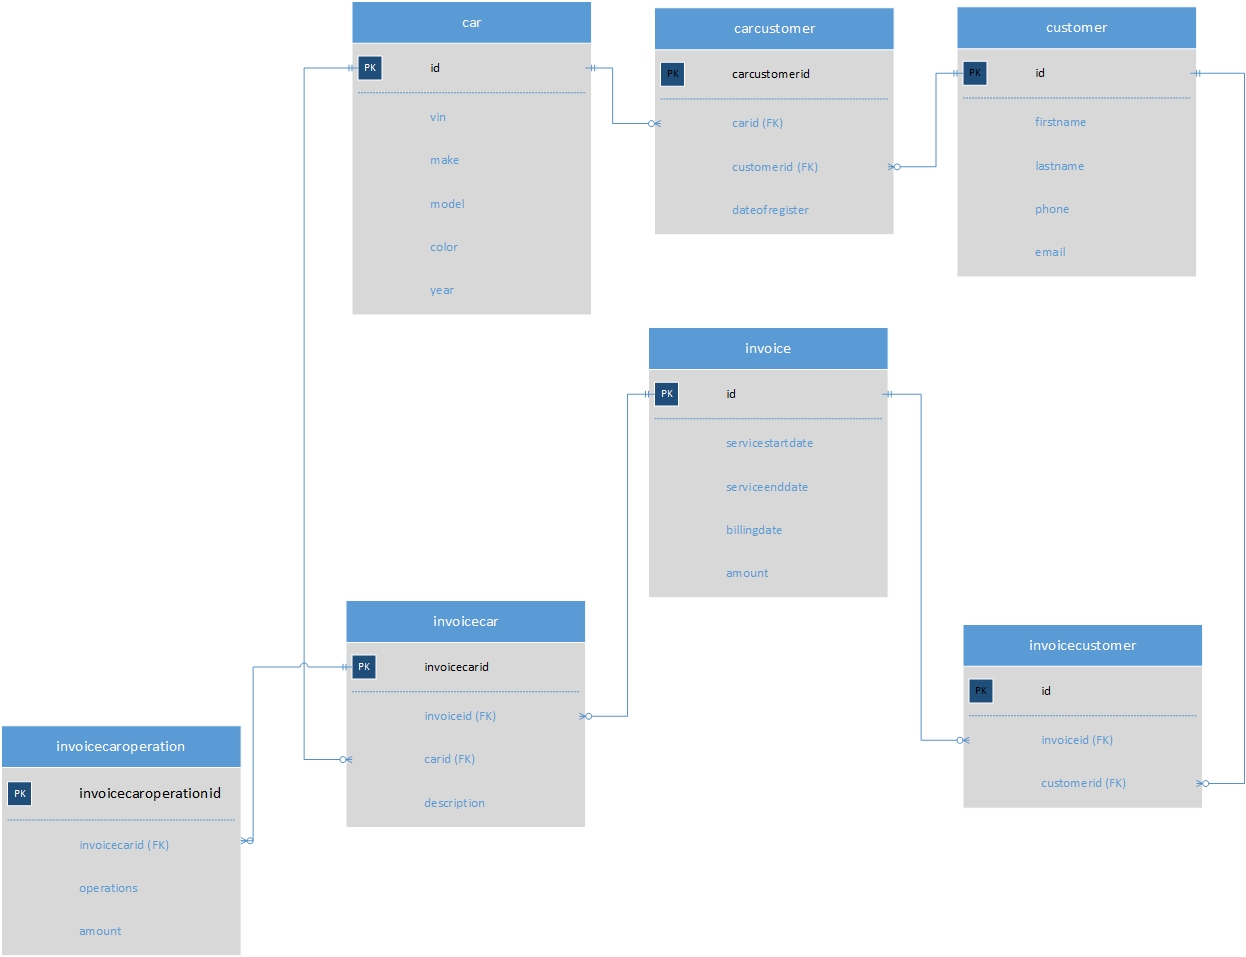 car
PK id
vin
make
model
color
year
carcustomer
PK carcustomerid
carid (FK)
customerid (FK)
dateofregister
customer
PK id
firstname
lastname
phone
email
invoice
PK id
servicestartdate
serviceenddate
billingdate
amount
invoicecar
PK invoicecarid
invoiceid (FK)
carid (FK)
description
invoicecustomer
PK id
invoiceid (FK)
customerid (FK)
invoicecaroperation
PK invoicecaroperationid
invoicecarid (FK)
operations
amount